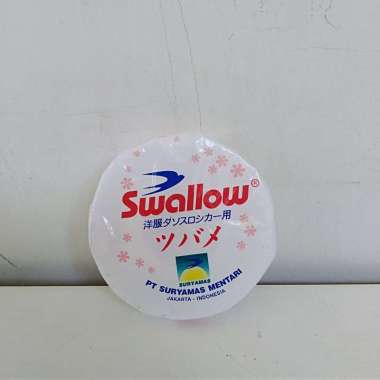 Swallow®
洋服ダソスロシカー用
ツバメ
SURYAMAS
PT SURYAMAS MENTARI
JAKARTA - INDONESIA